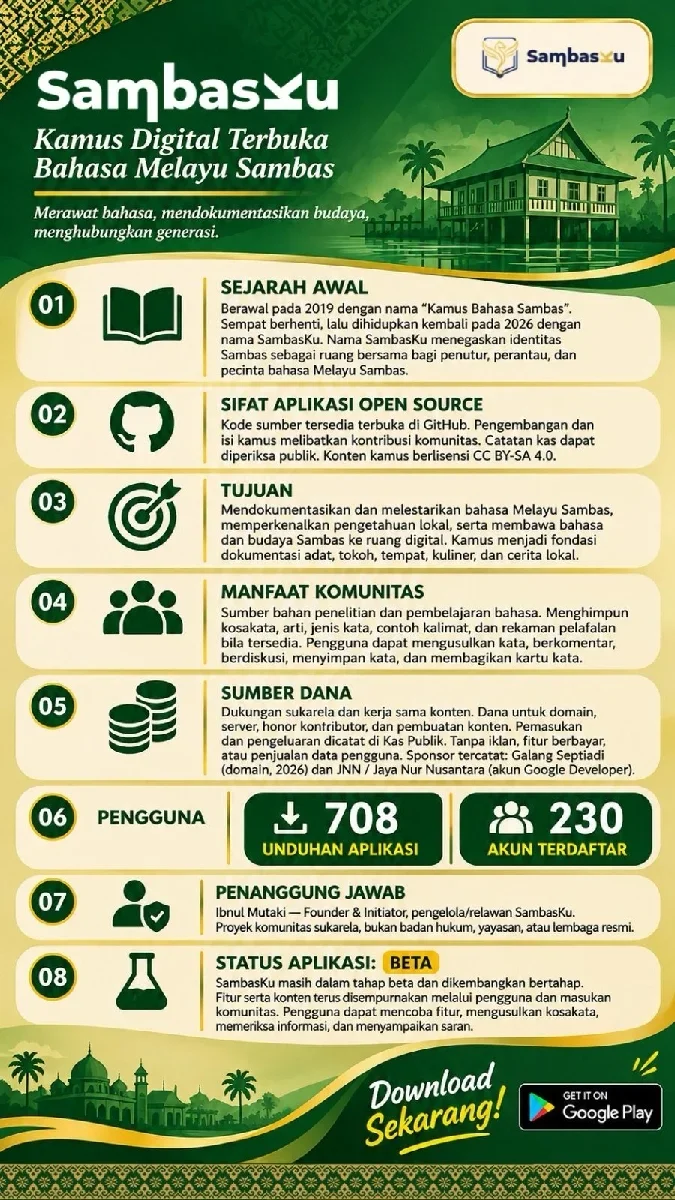 SambasKu
SambasKu
Kamus Digital Terbuka
Bahasa Melayu Sambas
Merawat bahasa, mendokumentasikan budaya,
menghubungkan generasi.
01
SEJARAH AWAL
Berawal pada 2019 dengan nama “Kamus Bahasa Sambas”.
Sempat berhenti, lalu dihidupkan kembali pada 2026 dengan
nama SambasKu. Nama SambasKu menegaskan identitas
Sambas sebagai ruang bersama bagi penutur, perantau, dan
pecinta bahasa Melayu Sambas.
02
SIFAT APLIKASI OPEN SOURCE
Kode sumber tersedia terbuka di GitHub. Pengembangan dan
isi kamus melibatkan kontribusi komunitas. Catatan kas dapat
diperiksa publik. Konten kamus berlisensi CC BY-SA 4.0.
03
TUJUAN
Mendokumentasikan dan melestarikan bahasa Melayu Sambas,
memperkenalkan pengetahuan lokal, serta membawa bahasa
dan budaya Sambas ke ruang digital. Kamus menjadi fondasi
dokumentasi adat, tokoh, tempat, kuliner, dan cerita lokal.
04
MANFAAT KOMUNITAS
Sumber bahan penelitian dan pembelajaran bahasa. Menghimpun
kosakata, arti, jenis kata, contoh kalimat, dan rekaman pelafalan
bila tersedia. Pengguna dapat mengusulkan kata, berkomentar,
berdiskusi, menyimpan kata, dan membagikan kartu kata.
05
SUMBER DANA
Dukungan sukarela dan kerja sama konten. Dana untuk domain,
server, honor kontributor, dan pembuatan konten. Pemasukan
dan pengeluaran dicatat di Kas Publik. Tanpa iklan, fitur berbayar,
atau penjualan data pengguna. Sponsor tercatat: Galang Septiadi
(domain, 2026) dan JNN / Jaya Nur Nusantara (akun Google Developer).
06
PENGGUNA
708
UNDUHAN APLIKASI
230
AKUN TERDAFTAR
07
PENANGGUNG JAWAB
Ibnul Mutaki — Founder & Initiator, pengelola/relawan SambasKu.
Proyek komunitas sukarela, bukan badan hukum, yayasan, atau lembaga resmi.
08
STATUS APLIKASI: BETA
SambasKu masih dalam tahap beta dan dikembangkan bertahap.
Fitur serta konten terus disempurnakan melalui pengguna dan masukan
komunitas. Pengguna dapat mencoba fitur, mengusulkan kosakata,
memeriksa informasi, dan menyampaikan saran.
Download
Sekarang!
GET IT ON
Google Play